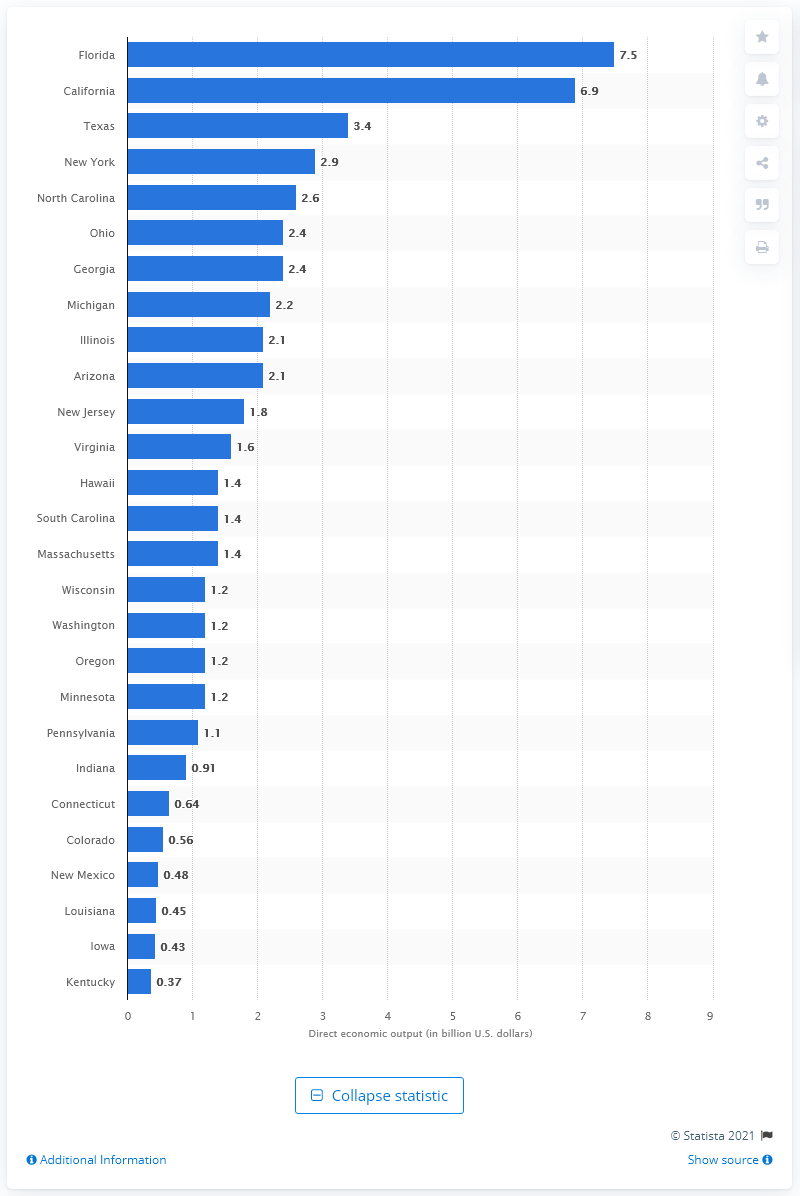 Florida 7.5
California 6.9
Texas 3.4
New York 2.9
North Carolina 2.6
Ohio 2.4
Georgia 2.4
Michigan 2.2
Illinois 2.1
Arizona 2.1
New Jersey 1.8
Virginia 1.6
Hawaii 1.4
South Carolina 1.4
Massachusetts 1.4
Wisconsin 1.2
Washington 1.2
Oregon 1.2
Minnesota 1.2
Pennsylvania 1.1
Indiana 0.91
Connecticut 0.64
Colorado 0.56
New Mexico 0.48
Louisiana 0.45
Iowa 0.43
Kentucky 0.37
0 1 2 3 4 5 6 7 8 9
Direct economic output (in billion U.S. dollars)
Collapse statistic
© Statista 2021
Additional Information Show source